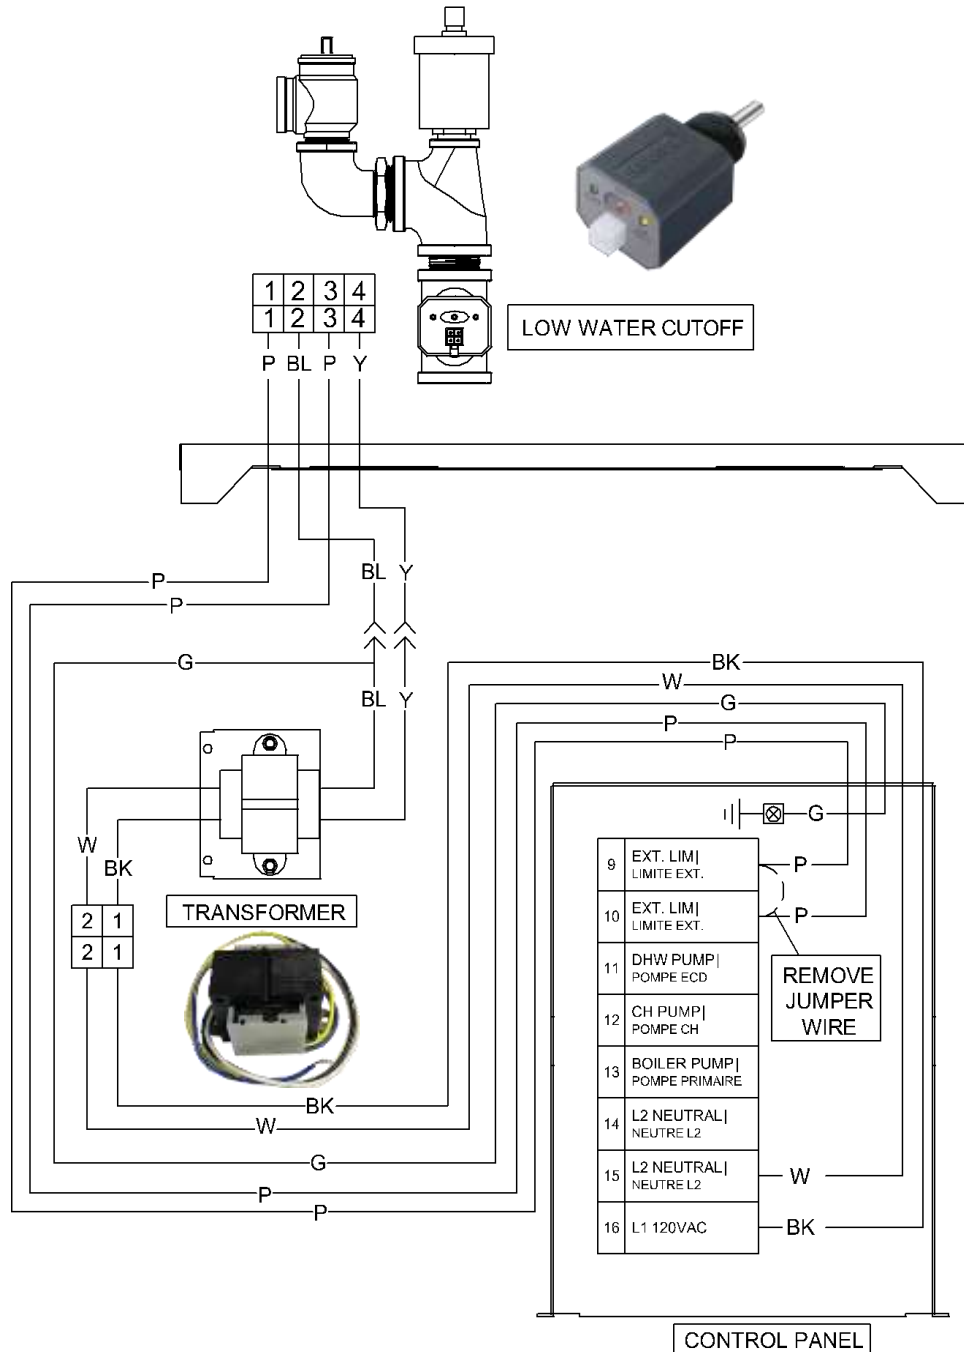 1 2 3 4
1 2 3 4
LOW WATER CUTOFF
P BL P Y
P
P
BL Y
G
BL Y
BK
W
G
P
P
G
W
BK
TRANSFORMER
2 1
2 1
9 EXT. LIM|
LIMITE EXT.
P
10 EXT. LIM|
LIMITE EXT.
P
11 DHW PUMP|
POMPE ECD
12 CH PUMP|
POMPE CH
13 BOILER PUMP|
POMPE PRIMAIRE
14 L2 NEUTRAL|
NEUTRE L2
15 L2 NEUTRAL|
NEUTRE L2
W
16 L1 120VAC
BK
REMOVE
JUMPER
WIRE
BK
W
G
P
P
CONTROL PANEL